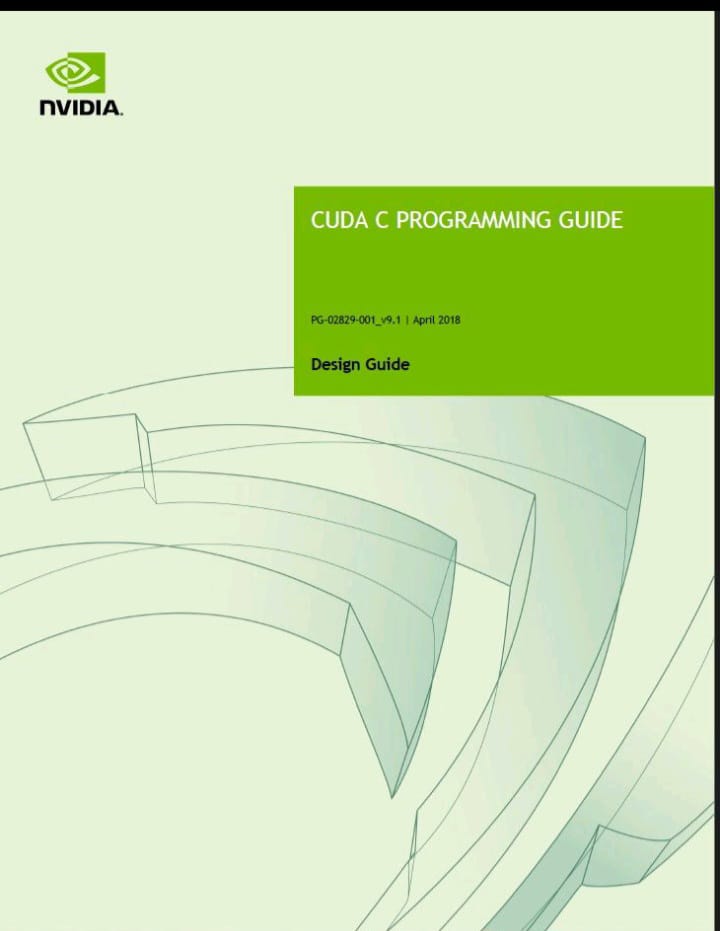 NVIDIA.
CUDA C PROGRAMMING GUIDE
PG-02829-001_v9.1 | April 2018
Design Guide